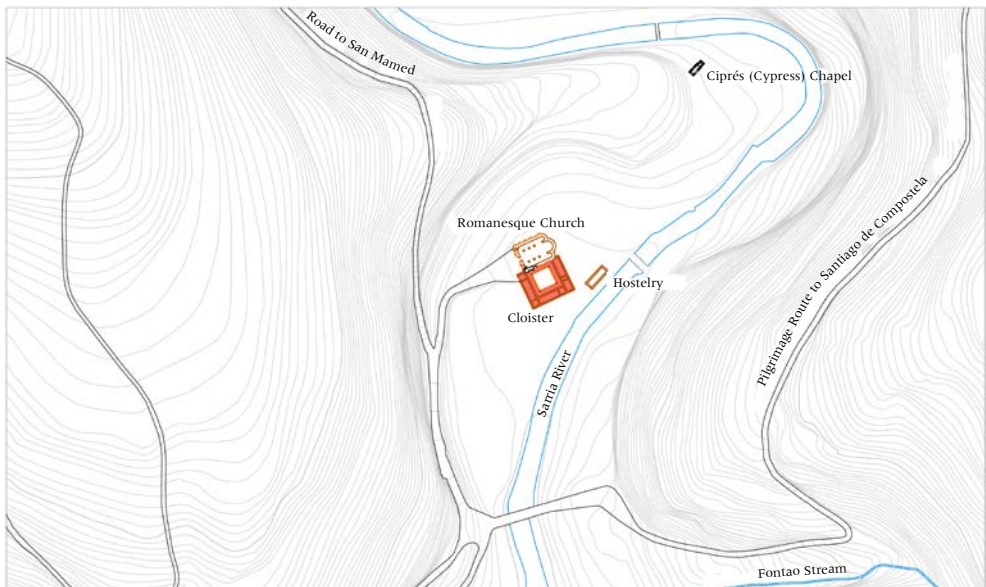 Road to San Mamed
Ciprés (Cypress) Chapel
Romanesque Church
Pilgrimage Route to Santiago de Compostela
Hostelry
Cloister
Sarria River
Fontao Stream